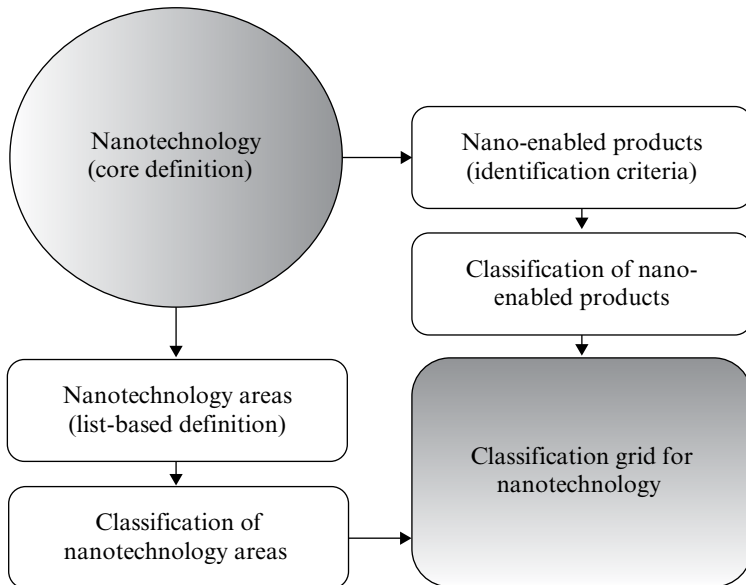 Nanotechnology
(core definition)
Nano-enabled products
(identification criteria)
Classification of nano-
enabled products
Nanotechnology areas
(list-based definition)
Classification of
nanotechnology areas
Classification grid for
nanotechnology